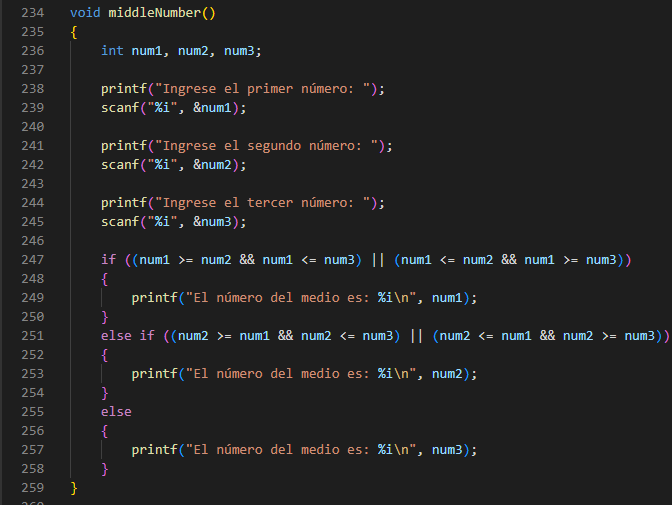 234 void middleNumber()
235 {
236     int num1, num2, num3;
237
238     printf("Ingrese el primer número: ");
239     scanf("%i", &num1);
240
241     printf("Ingrese el segundo número: ");
242     scanf("%i", &num2);
243
244     printf("Ingrese el tercer número: ");
245     scanf("%i", &num3);
246
247     if ((num1 >= num2 && num1 <= num3) || (num1 <= num2 && num1 >= num3))
248     {
249         printf("El número del medio es: %i\n", num1);
250     }
251     else if ((num2 >= num1 && num2 <= num3) || (num2 <= num1 && num2 >= num3))
252     {
253         printf("El número del medio es: %i\n", num2);
254     }
255     else
256     {
257         printf("El número del medio es: %i\n", num3);
258     }
259 }